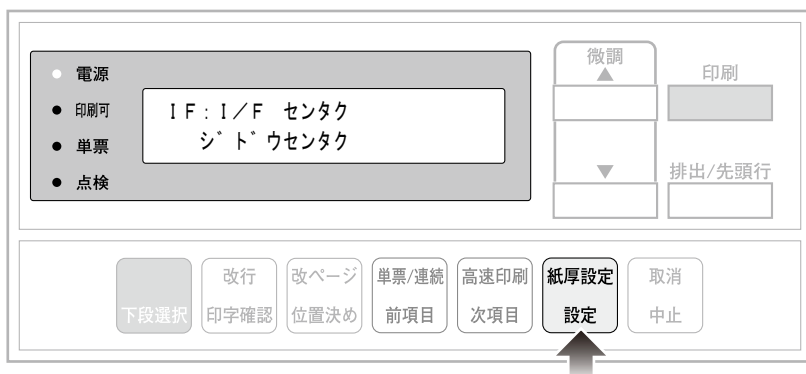 電源
印刷可
単票
点検
IF:I/F センタク
シ゛ト゛ウセンタク
微調
▲
▼
印刷
排出/先頭行
下段選択
改行
印字確認
改ページ
位置決め
単票/連続
前項目
高速印刷
次項目
紙厚設定
設定
取消
中止